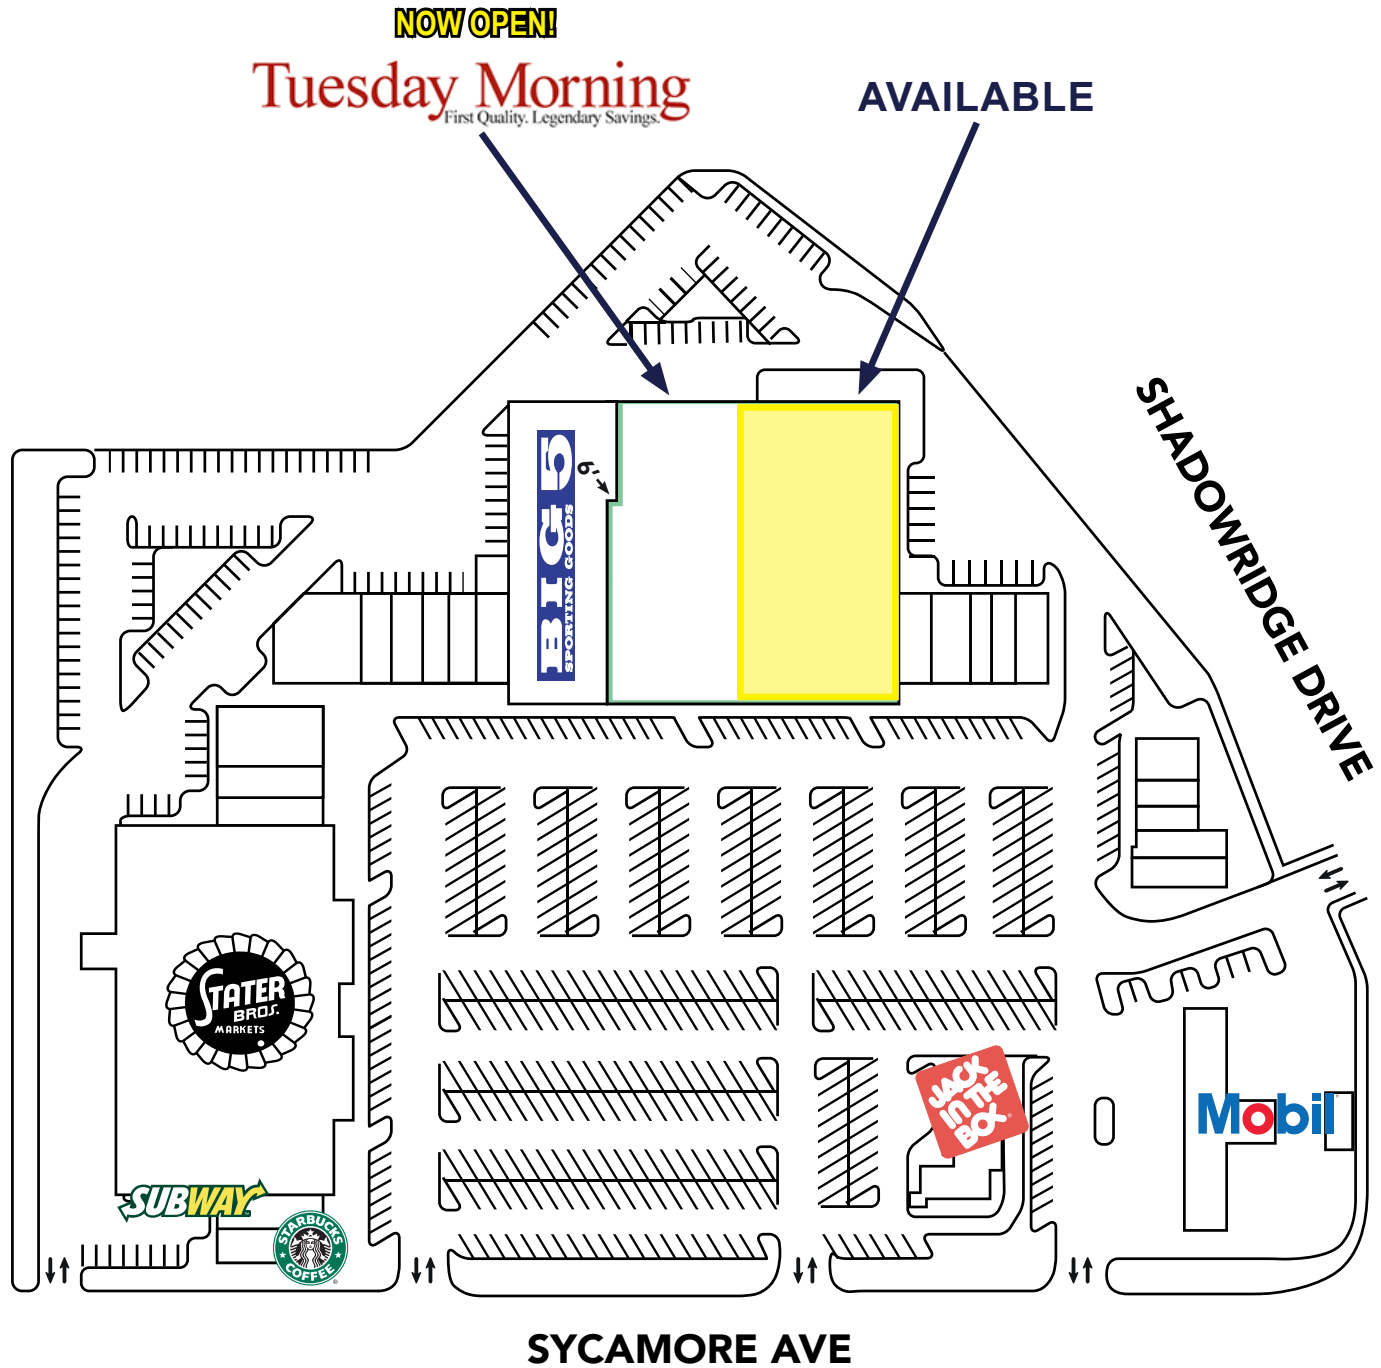 NOW OPEN!
Tuesday Morning
First Quality. Legendary Savings.
AVAILABLE
SHADOWRIDGE DRIVE
BIG 5
SPORTING GOODS
6'
STATER
BROS.
MARKETS
JACK
IN THE
BOX
Mobil
SUBWAY
STARBUCKS
COFFEE
SYCAMORE AVE